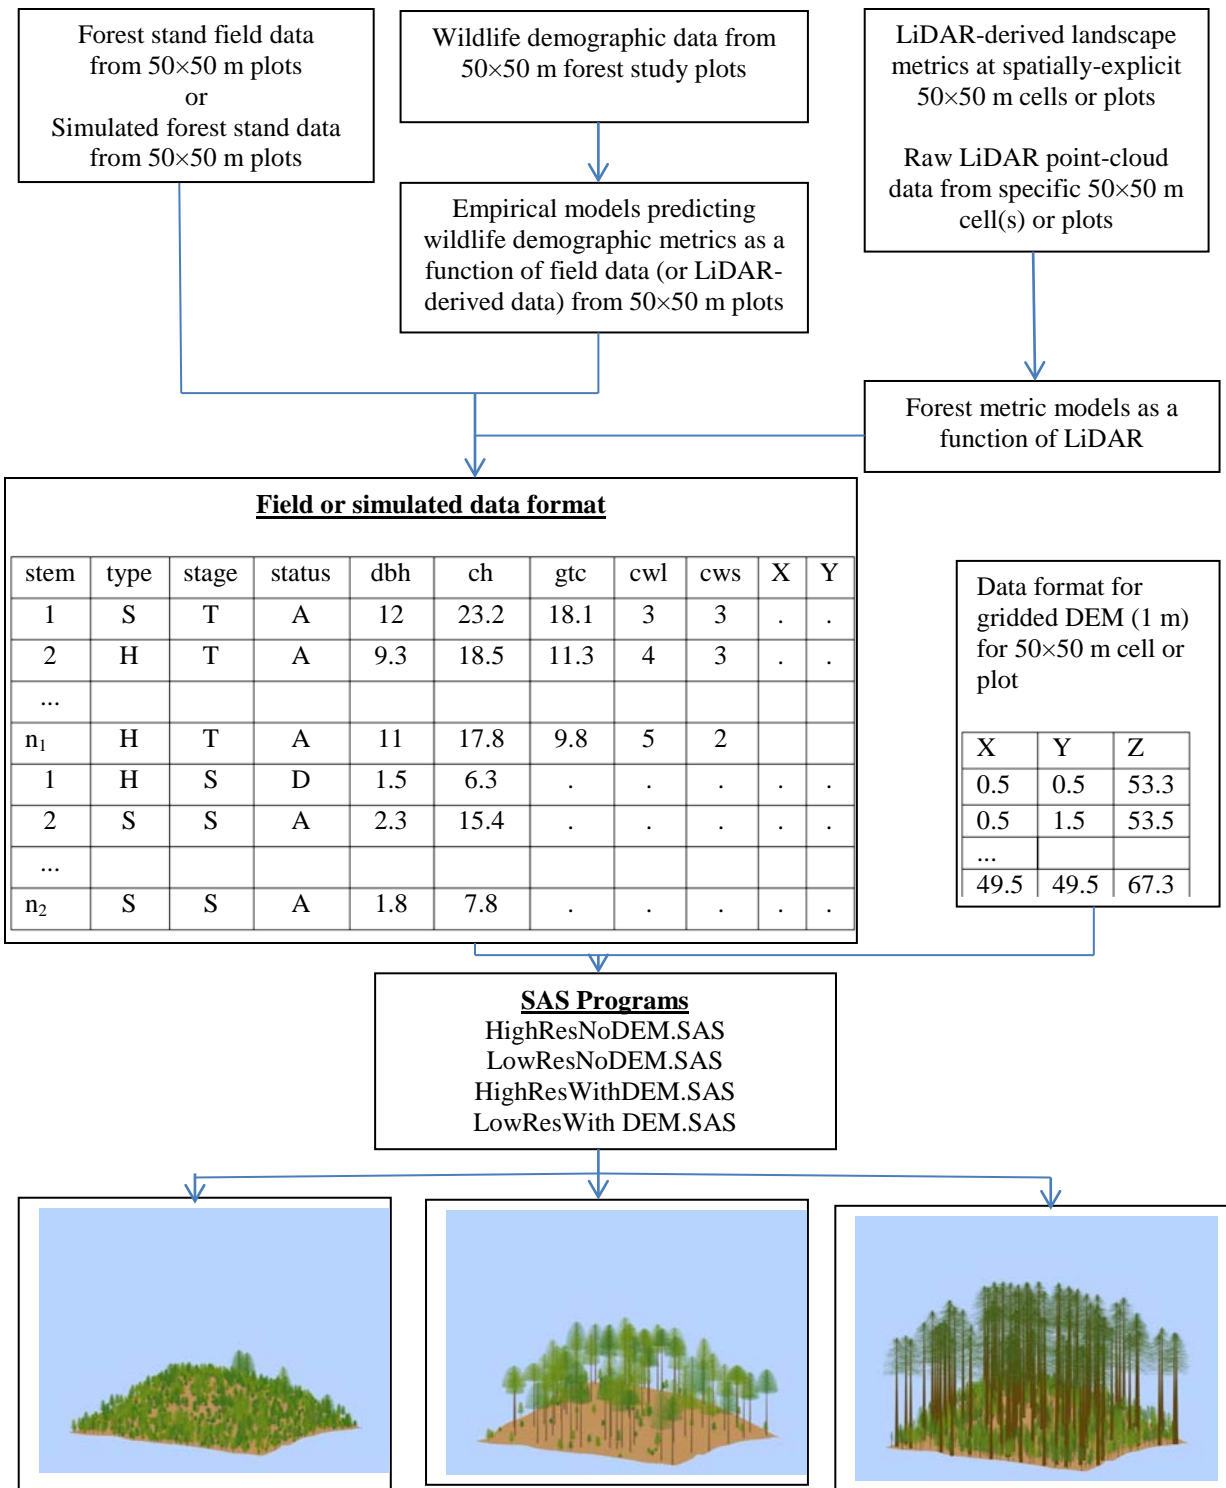 Forest stand field data
from 50×50 m plots
or
Simulated forest stand data
from 50×50 m plots
Wildlife demographic data from
50×50 m forest study plots
LiDAR-derived landscape
metrics at spatially-explicit
50×50 m cells or plots
Raw LiDAR point-cloud
data from specific 50×50 m
cell(s) or plots
Empirical models predicting
wildlife demographic metrics as a
function of field data (or LiDAR-
derived data) from 50×50 m plots
Forest metric models as a
function of LiDAR
Field or simulated data format
stem type stage status dbh ch gtc cwl cws X Y
1 S T A 12 23.2 18.1 3 3 . .
2 H T A 9.3 18.5 11.3 4 3 . .
...
n₁ H T A 11 17.8 9.8 5 2
1 H S D 1.5 6.3 . . . . .
2 S S A 2.3 15.4 . . . . .
...
n₂ S S A 1.8 7.8 . . . . .
Data format for
gridded DEM (1 m)
for 50×50 m cell or
plot
X Y Z
0.5 0.5 53.3
0.5 1.5 53.5
...
49.5 49.5 67.3
SAS Programs
HighResNoDEM.SAS
LowResNoDEM.SAS
HighResWithDEM.SAS
LowResWith DEM.SAS